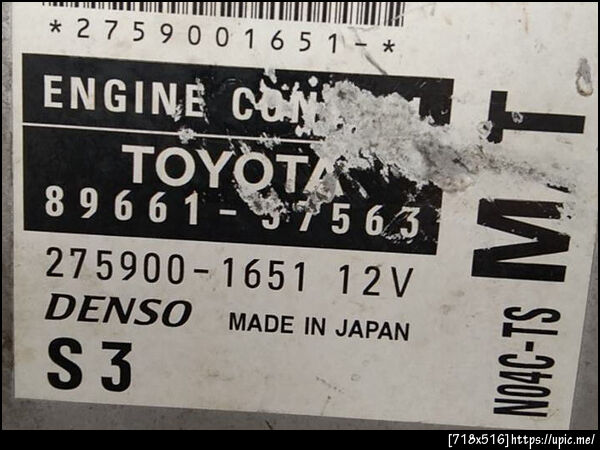 *2759001651-*
ENGINE
TOYOTA
89661-37563
275900-1651 12V
DENSO MADE IN JAPAN
S3
MT
N04C-TS
[718x516]https://upic.me/